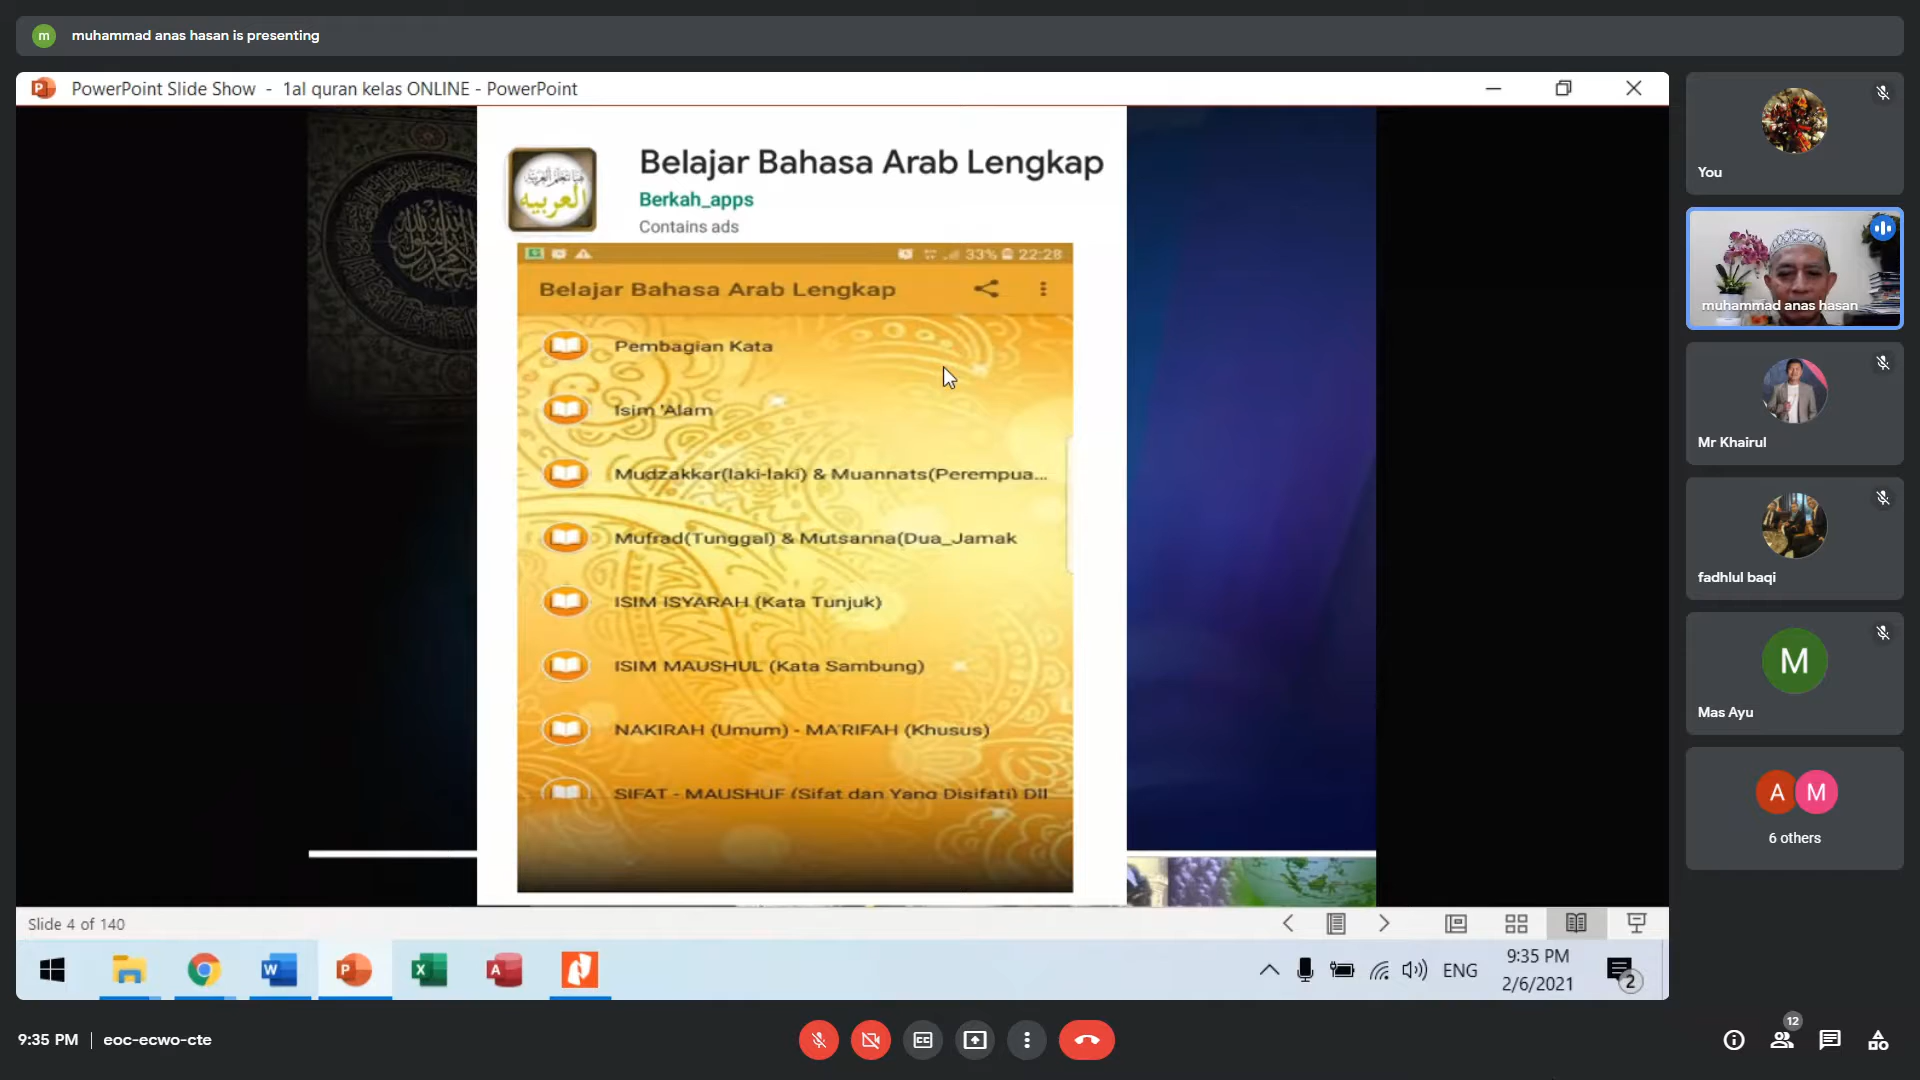 m muhammad anas hasan is presenting
PowerPoint Slide Show - 1al quran kelas ONLINE - PowerPoint
Belajar Bahasa Arab Lengkap
Berkah_apps
Contains ads
العربيه
33% 22:28
Belajar Bahasa Arab Lengkap
Pembagian Kata
Isim 'Alam
Mudzakkar(laki-laki) & Muannats(Perempua...
Mufrad(Tunggal) & Mutsanna(Dua_Jamak
ISIM ISYARAH (Kata Tunjuk)
ISIM MAUSHUL (Kata Sambung)
NAKIRAH (Umum) - MA'RIFAH (Khusus)
SIFAT - MAUSHUF (Sifat dan Yang Disifati) Dll
Slide 4 of 140
ENG
9:35 PM
2/6/2021
2
You
muhammad anas hasan
Mr Khairul
fadhlul baqi
M
Mas Ayu
A M
6 others
9:35 PM | eoc-ecwo-cte
12